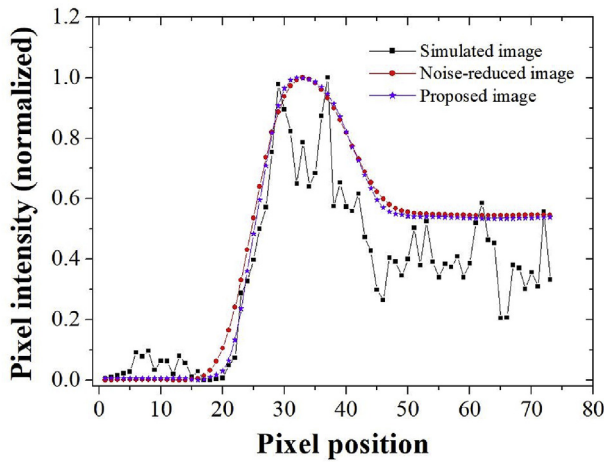 1.2
1.0
0.8
0.6
0.4
0.2
0.0
Pixel intensity (normalized)
Simulated image
Noise-reduced image
Proposed image
0 10 20 30 40 50 60 70 80
Pixel position